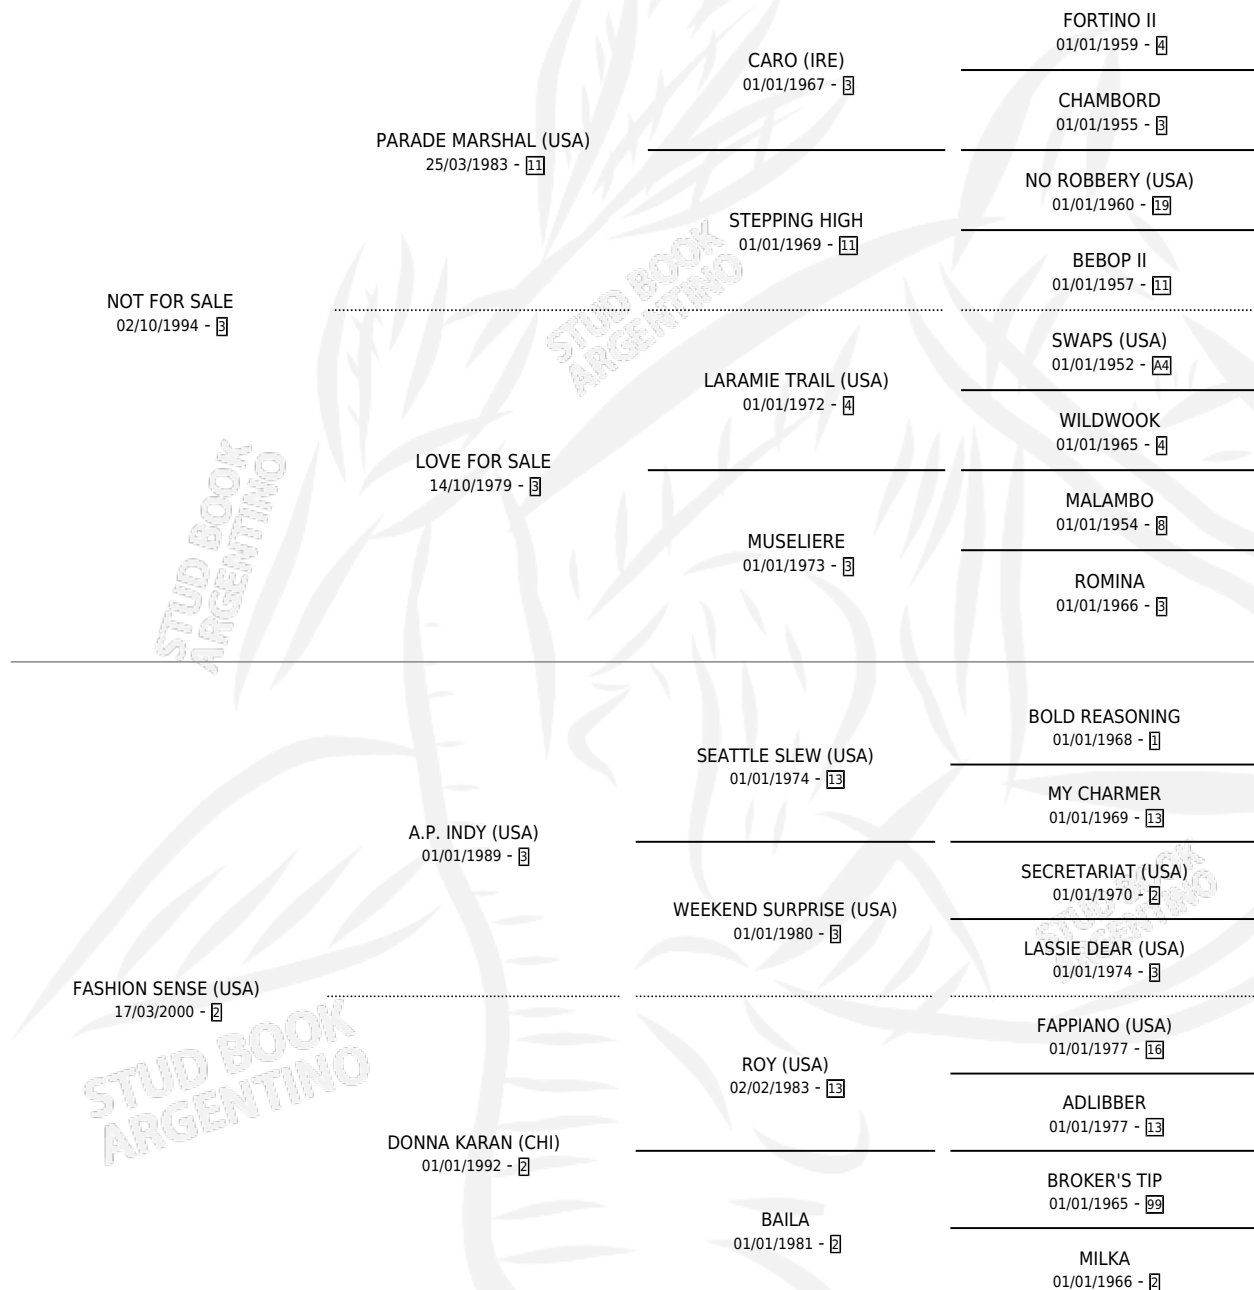 NOT FOR SALE
02/10/1994 - 3
PARADE MARSHAL (USA)
25/03/1983 - 11
LOVE FOR SALE
14/10/1979 - 3
CARO (IRE)
01/01/1967 - 3
STEPPING HIGH
01/01/1969 - 11
LARAMIE TRAIL (USA)
01/01/1972 - 4
MUSELIERE
01/01/1973 - 3
FORTINO II
01/01/1959 - 4
CHAMBORD
01/01/1955 - 3
NO ROBBERY (USA)
01/01/1960 - 19
BEBOP II
01/01/1957 - 11
SWAPS (USA)
01/01/1952 - A4
WILDWOOK
01/01/1965 - 4
MALAMBO
01/01/1954 - 8
ROMINA
01/01/1966 - 3
STUD BOOK
ARGENTINO
STUD BOOK
ARGENTINO
FASHION SENSE (USA)
17/03/2000 - 2
A.P. INDY (USA)
01/01/1989 - 3
DONNA KARAN (CHI)
01/01/1992 - 2
SEATTLE SLEW (USA)
01/01/1974 - 13
WEEKEND SURPRISE (USA)
01/01/1980 - 3
ROY (USA)
02/02/1983 - 13
BAILA
01/01/1981 - 2
BOLD REASONING
01/01/1968 - 1
MY CHARMER
01/01/1969 - 13
SECRETARIAT (USA)
01/01/1970 - 2
LASSIE DEAR (USA)
01/01/1974 - 3
FAPPIANO (USA)
01/01/1977 - 16
ADLIBBER
01/01/1977 - 13
BROKER'S TIP
01/01/1965 - 99
MILKA
01/01/1966 - 2
STUD BOOK
ARGENTINO
STUD BOOK
ARGENTINO